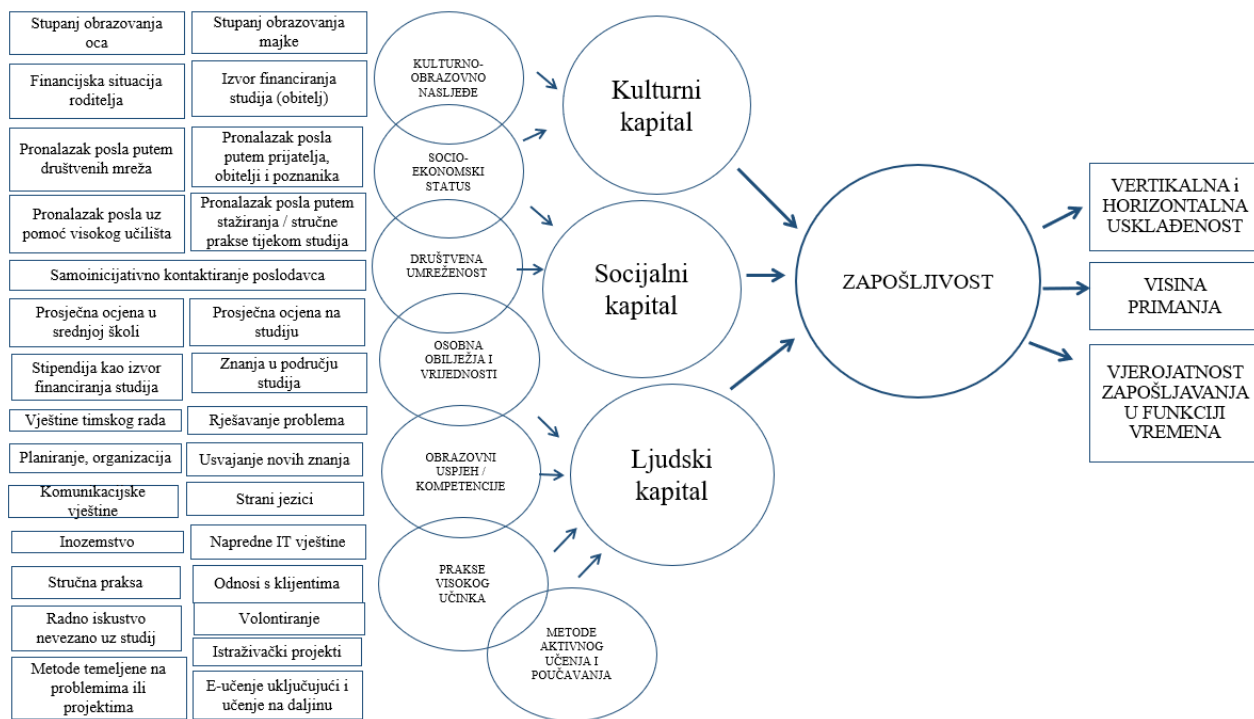 Stupanj obrazovanja
oca
Stupanj obrazovanja
majke
Financijska situacija
roditelja
Izvor financiranja
studija (obitelj)
Pronalazak posla putem
društvenih mreža
Pronalazak posla
putem prijatelja,
obitelji i poznanika
Pronalazak posla uz
pomoć visokog učilišta
Pronalazak posla putem
stažiranja / stručne
prakse tijekom studija
Samoinicijativno kontaktiranje poslodavca
Prosječna ocjena u
srednjoj školi
Prosječna ocjena na
studiju
Stipendija kao izvor
financiranja studija
Znanja u području
studija
Vještine timskog rada
Rješavanje problema
Planiranje, organizacija
Usvajanje novih znanja
Komunikacijske
vještine
Strani jezici
Inozemstvo
Napredne IT vještine
Stručna praksa
Odnosi s klijentima
Radno iskustvo
nevezano uz studij
Volontiranje
Istraživački projekti
Metode temeljene na
problemima ili
projektima
E-učenje uključujući i
učenje na daljinu
KULTURNO-
OBRAZOVNO
NASLJEĐE
SOCIO-
EKONOMSKI
STATUS
DRUŠTVENA
UMREŽENOST
OSOBNA
OBILJEŽJA I
VRIJEDNOSTI
OBRAZOVNI
USPJEH /
KOMPETENCIJE
PRAKSE
VISOKOG
UČINKA
METODE
AKTIVNOG
UČENJA I
POUČAVANJA
Kulturni
kapital
Socijalni
kapital
Ljudski
kapital
ZAPOŠLJIVOST
VERTIKALNA i
HORIZONTALNA
USKLAĐENOST
VISINA
PRIMANJA
VJEROJATNOST
ZAPOŠLJAVANJA
U FUNKCIJI
VREMENA